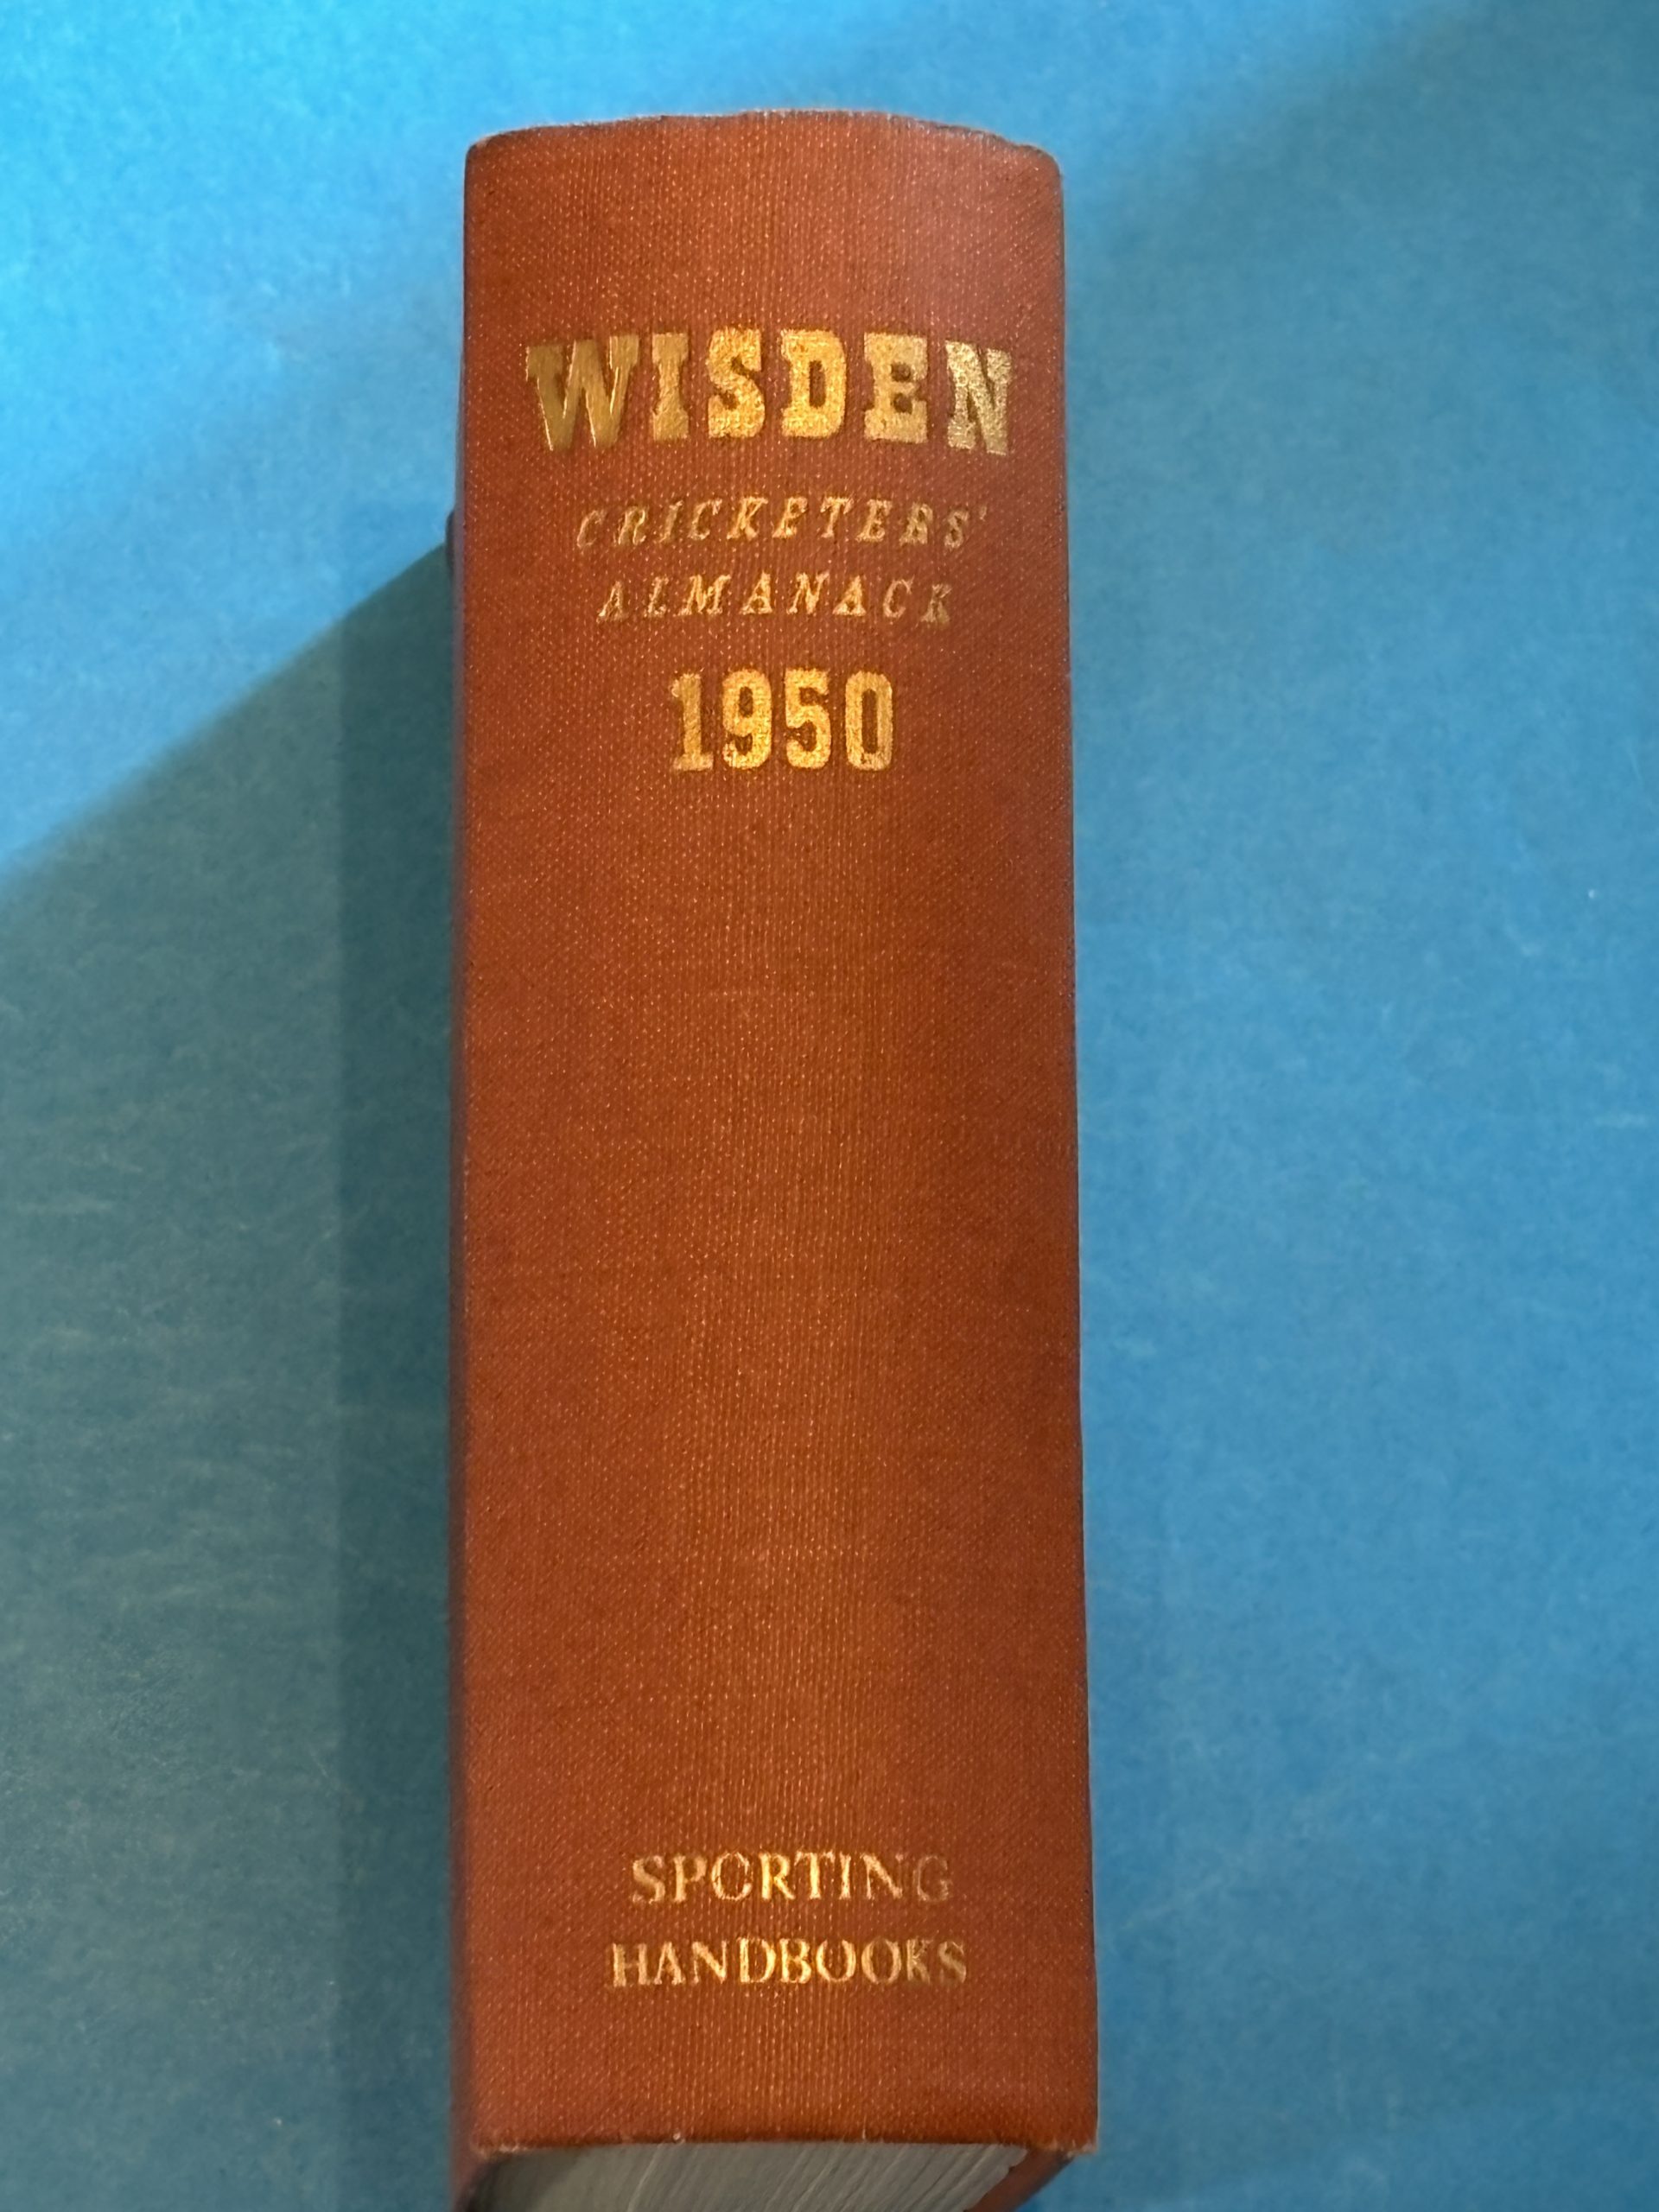 WISDEN
CRICKETERS'
ALMANACK
1950
SPORTING
HANDBOOKS